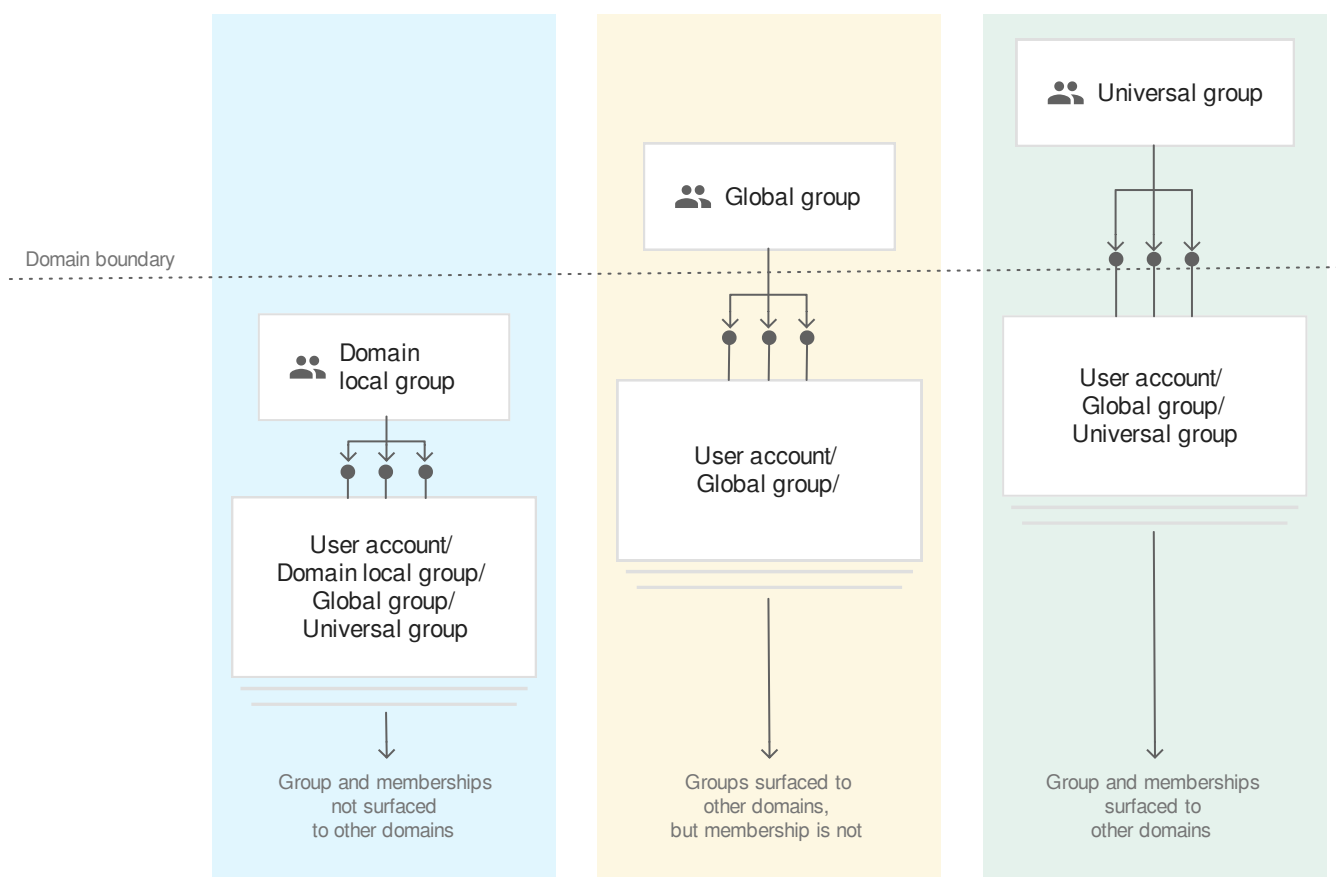 Domain boundary
Domain
local group
User account/
Domain local group/
Global group/
Universal group
Group and memberships
not surfaced
to other domains
Global group
User account/
Global group/
Groups surfaced to
other domains,
but membership is not
Universal group
User account/
Global group/
Universal group
Group and memberships
surfaced to
other domains